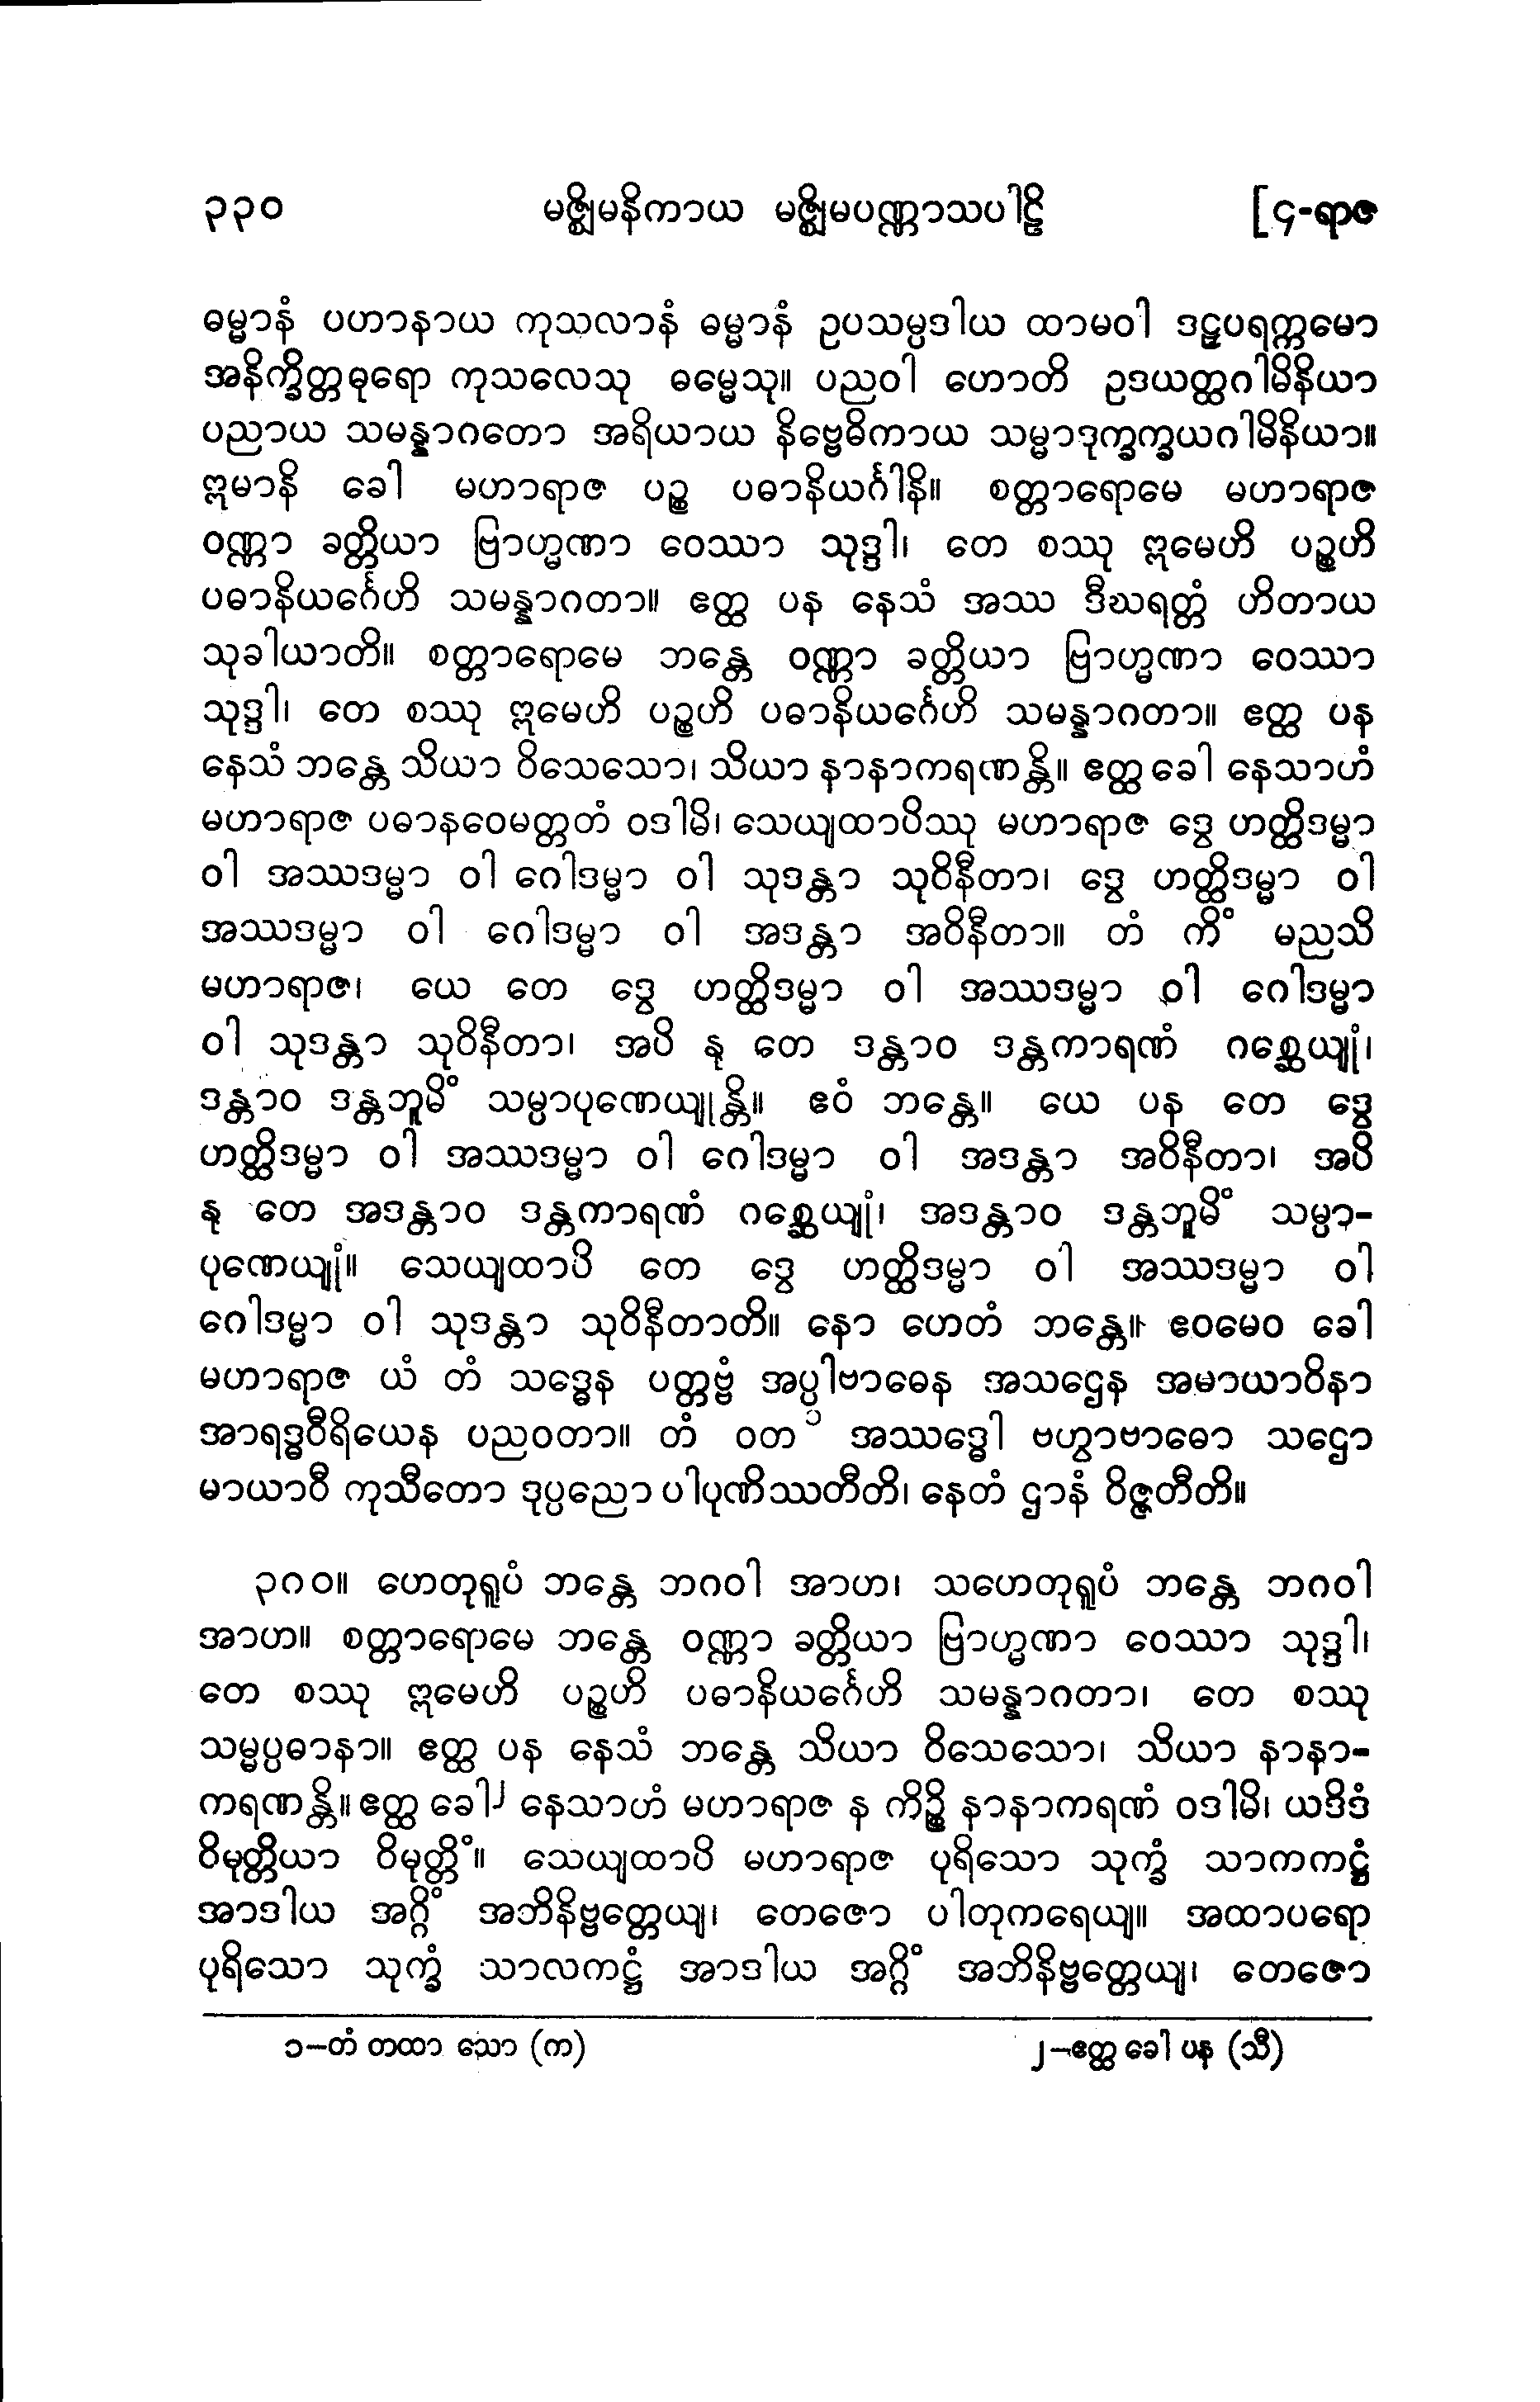 ၃၃၀ မဇ္ဈိမနိကာယ မဇ္ဈိမပဏ္ဏာသပါဠိ [၄-ရာဇ
ဓမ္မာနံ ပဟာနာယ ကုသလာနံ ဓမ္မာနံ ဥပသမ္ပဒါယ ထာမဝါ ဒဠှပရက္ကမော
အနိက္ခိတ္တဓုရော ကုသလေသု ဓမ္မေသု။ ပညဝါ ဟောတိ ဥဒယတ္ထဂါမိနိယာ
ပညာယ သမန္နာဂတော အရိယာယ နိဗ္ဗေဓိကာယ သမ္မာဒုက္ခက္ခယဂါမိနိယာ။
ဣမာနိ ခေါ မဟာရာဇ ပဉ္စ ပဓာနိယင်္ဂါနိ။ စတ္တာရောမေ မဟာရာဇ
ဝဏ္ဏာ ခတ္တိယာ ဗြာဟ္မဏာ ဝေဿာ သုဒ္ဒါ၊ တေ စဿု ဣမေဟိ ပဉ္စဟိ
ပဓာနိယင်္ဂေဟိ သမန္နာဂတာ။ ဧတ္ထ ပန နေသံ အဿ ဒီဃရတ္တံ ဟိတာယ
သုခါယာတိ။ စတ္တာရောမေ ဘန္တေ ဝဏ္ဏာ ခတ္တိယာ ဗြာဟ္မဏာ ဝေဿာ
သုဒ္ဒါ၊ တေ စဿု ဣမေဟိ ပဉ္စဟိ ပဓာနိယင်္ဂေဟိ သမန္နာဂတာ။ ဧတ္ထ ပန
နေသံ ဘန္တေ သိယာ ဝိသေသော၊ သိယာ နာနာကရဏန္တိ။ ဧတ္ထ ခေါ နေသာဟံ
မဟာရာဇ ပဓာနဝေမတ္တတံ ဝဒါမိ၊ သေယျထာပိဿု မဟာရာဇ ဒွေ ဟတ္ထိဒမ္မာ
ဝါ အဿဒမ္မာ ဝါ ဂေါဒမ္မာ ဝါ သုဒန္တာ သုဝိနီတာ၊ ဒွေ ဟတ္ထိဒမ္မာ ဝါ
အဿဒမ္မာ ဝါ ဂေါဒမ္မာ ဝါ အဒန္တာ အဝိနီတာ။ တံ ကိံ မညသိ
မဟာရာဇ၊ ယေ တေ ဒွေ ဟတ္ထိဒမ္မာ ဝါ အဿဒမ္မာ ဝါ ဂေါဒမ္မာ
ဝါ သုဒန္တာ သုဝိနီတာ၊ အပိ နု တေ ဒန္တာဝ ဒန္တကာရဏံ ဂစ္ဆေယျုံ၊
ဒန္တာဝ ဒန္တဘူမိံ သမ္ပာပုဏေယျုန္တိ။ ဧဝံ ဘန္တေ။ ယေ ပန တေ ဒွေ
ဟတ္ထိဒမ္မာ ဝါ အဿဒမ္မာ ဝါ ဂေါဒမ္မာ ဝါ အဒန္တာ အဝိနီတာ၊ အပိ
နု တေ အဒန္တာဝ ဒန္တကာရဏံ ဂစ္ဆေယျုံ၊ အဒန္တာဝ ဒန္တဘူမိံ သမ္ပာ-
ပုဏေယျုံ။ သေယျထာပိ တေ ဒွေ ဟတ္ထိဒမ္မာ ဝါ အဿဒမ္မာ ဝါ
ဂေါဒမ္မာ ဝါ သုဒန္တာ သုဝိနီတာတိ။ နော ဟေတံ ဘန္တေ။ ဧဝမေဝ ခေါ
မဟာရာဇ ယံ တံ သဒ္ဓေန ပတ္တဗ္ဗံ အပ္ပါဗာဓေန အသဌေန အမာယာဝိနာ
အာရဒ္ဓဝီရိယေန ပညဝတာ။ တံ ဝတ ၁ အဿဒ္ဓေါ ဗဟွာဗာဓော သဌော
မာယာဝီ ကုသီတော ဒုပ္ပညော ပါပုဏိဿတီတိ၊ နေတံ ဌာနံ ဝိဇ္ဇတီတိ။
၃၈၀။ ဟေတုရူပံ ဘန္တေ ဘဂဝါ အာဟ၊ သဟေတုရူပံ ဘန္တေ ဘဂဝါ
အာဟ။ စတ္တာရောမေ ဘန္တေ ဝဏ္ဏာ ခတ္တိယာ ဗြာဟ္မဏာ ဝေဿာ သုဒ္ဒါ၊
တေ စဿု ဣမေဟိ ပဉ္စဟိ ပဓာနိယင်္ဂေဟိ သမန္နာဂတာ၊ တေ စဿု
သမ္မပ္ပဓာနာ။ ဧတ္ထ ပန နေသံ ဘန္တေ သိယာ ဝိသေသော၊ သိယာ နာနာ-
ကရဏန္တိ။ ဧတ္ထ ခေါ၂ နေသာဟံ မဟာရာဇ န ကိဉ္စိ နာနာကရဏံ ဝဒါမိ၊ ယဒိဒံ
ဝိမုတ္တိယာ ဝိမုတ္တိံ။ သေယျထာပိ မဟာရာဇ ပုရိသော သုက္ခံ သာကကဋ္ဌံ
အာဒါယ အဂ္ဂိံ အဘိနိဗ္ဗတ္တေယျ၊ တေဇော ပါတုကရေယျ။ အထာပရော
ပုရိသော သုက္ခံ သာလကဋ္ဌံ အာဒါယ အဂ္ဂိံ အဘိနိဗ္ဗတ္တေယျ၊ တေဇော
၁-တံ တထာ သော (က) ၂-ဧတ္ထ ခေါ ပန (သီ)